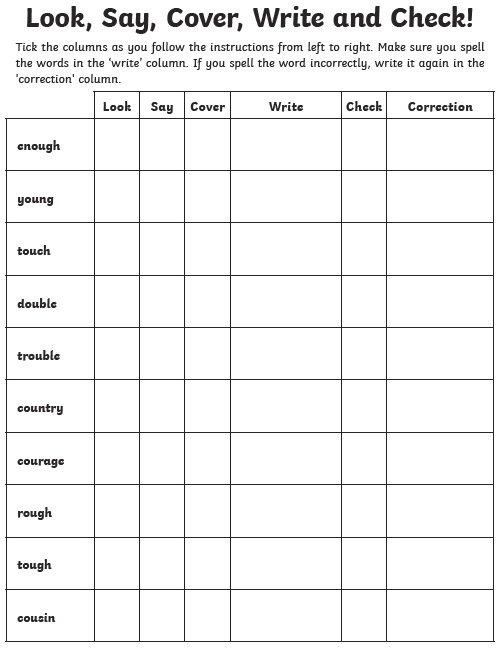 Look, Say, Cover, Write and Check!
Tick the columns as you follow the instructions from left to right. Make sure you spell
the words in the ‘write’ column. If you spell the word incorrectly, write it again in the
'correction' column.
Look Say Cover Write Check Correction
enough
young
touch
double
trouble
country
courage
rough
tough
cousin